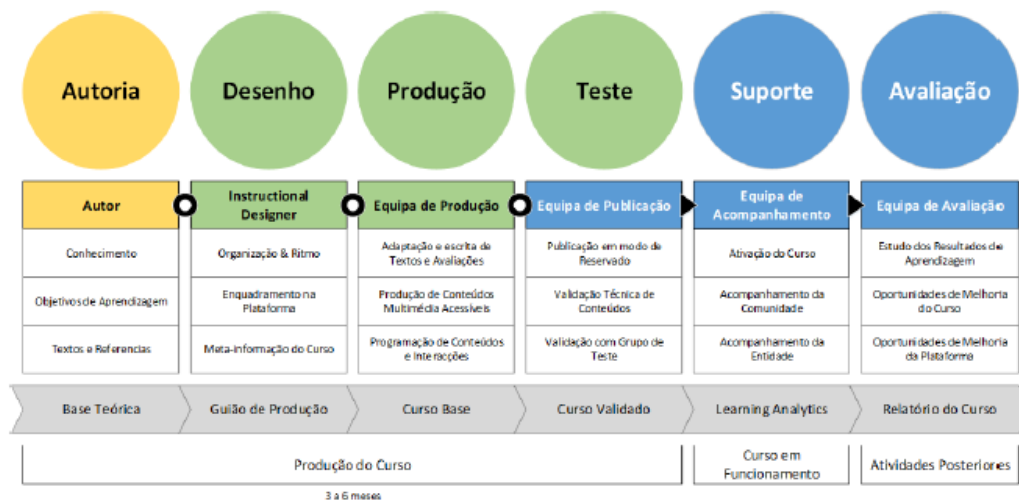 Autoria
Desenho
Produção
Teste
Suporte
Avaliação
Autor
Instructional
Designer
Equipa de Produção
Equipa de Publicação
Equipa de
Acompanhamento
Equipa de Avaliação
Conhecimento
Organização & Ritmo
Adaptação e escrita de
Textos e Avaliações
Publicação em modo de
Reservado
Ativação do Curso
Estudo dos Resultados de
Aprendizagem
Objetivos de Aprendizagem
Enquadramento na
Plataforma
Produção de Conteúdos
Multimédia Acessíveis
Validação Técnica de
Conteúdos
Acompanhamento da
Comunidade
Oportunidades de Melhoria
do Curso
Textos e Referencias
Meta-informação do Curso
Programação de Conteúdos
e Interacções
Validação com Grupo de
Teste
Acompanhamento da
Entidade
Oportunidades de Melhoria
da Plataforma
Base Teórica
Guião de Produção
Curso Base
Curso Validado
Learning Analytics
Relatório do Curso
Produção do Curso
Curso em
Funcionamento
Atividades Posteriores
3 a 6 meses